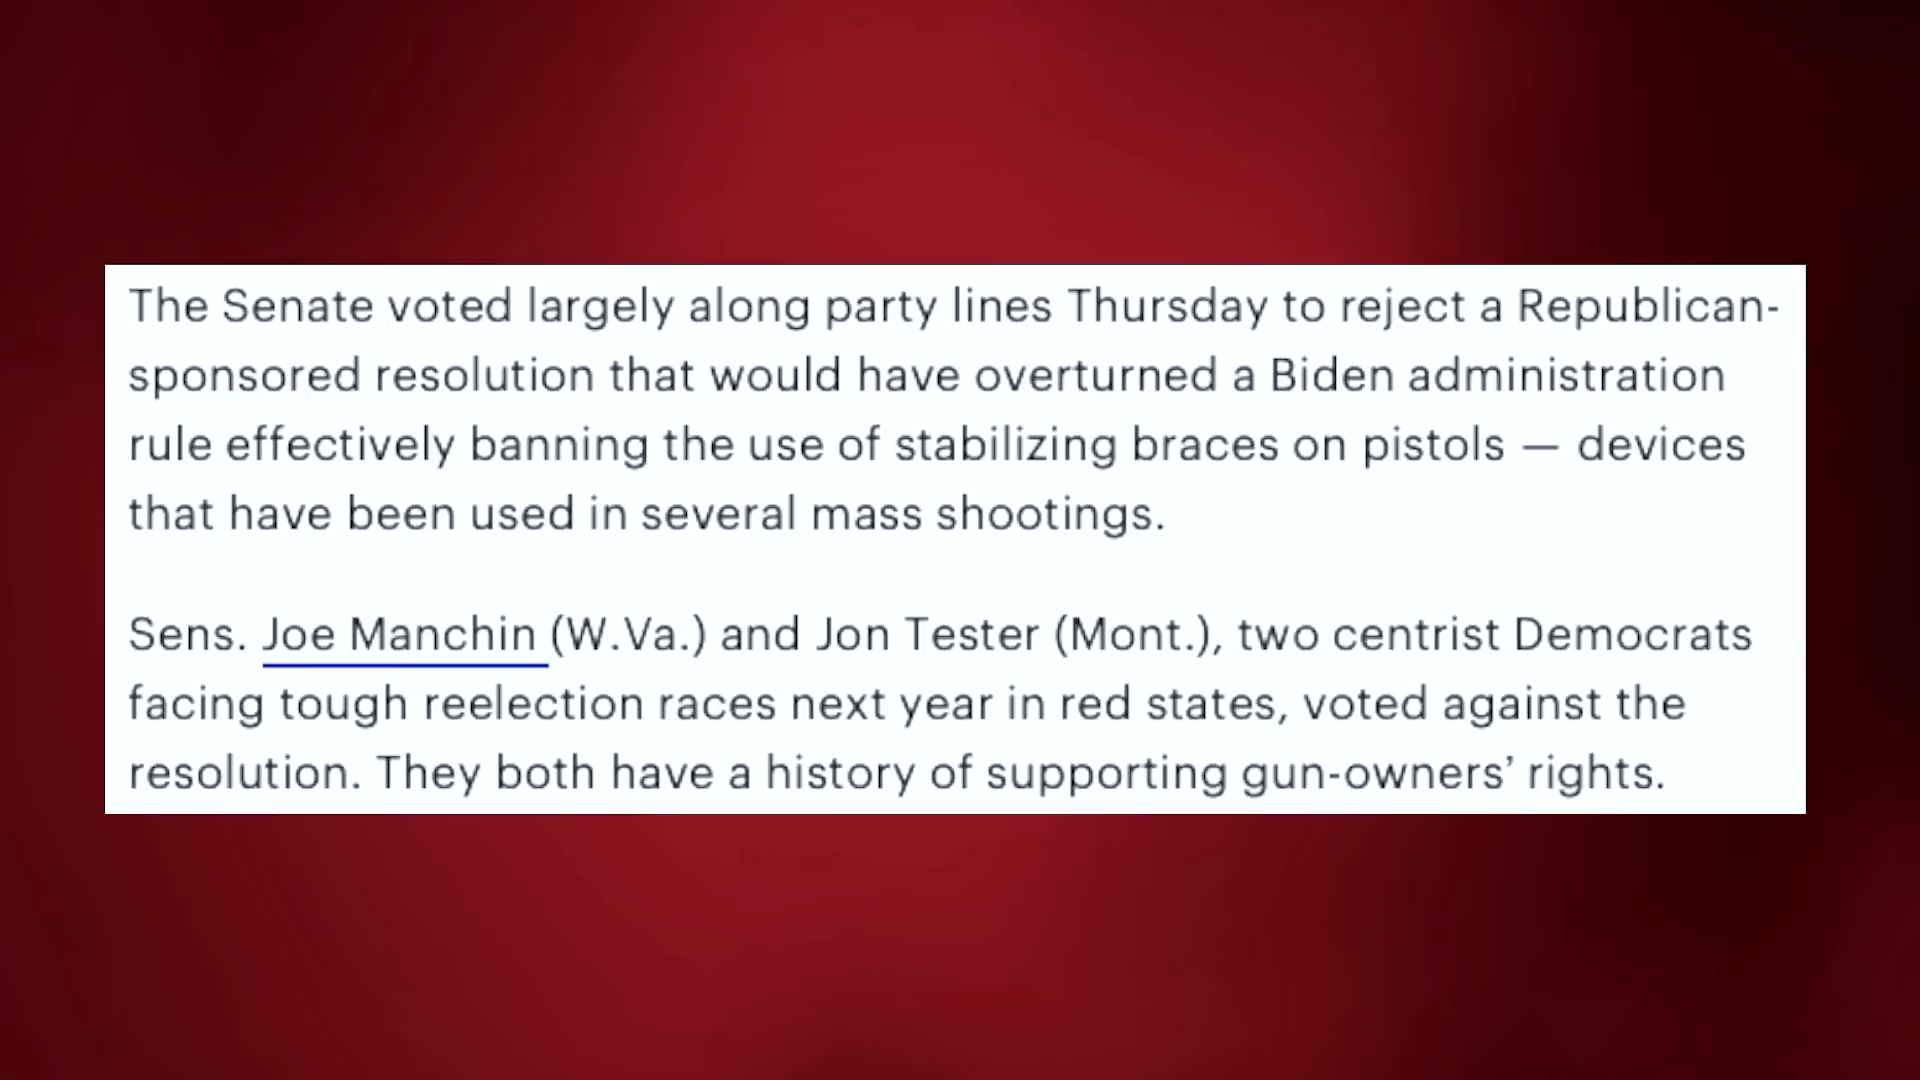 The Senate voted largely along party lines Thursday to reject a Republican-
sponsored resolution that would have overturned a Biden administration
rule effectively banning the use of stabilizing braces on pistols — devices
that have been used in several mass shootings.
Sens. Joe Manchin (W.Va.) and Jon Tester (Mont.), two centrist Democrats
facing tough reelection races next year in red states, voted against the
resolution. They both have a history of supporting gun-owners’ rights.